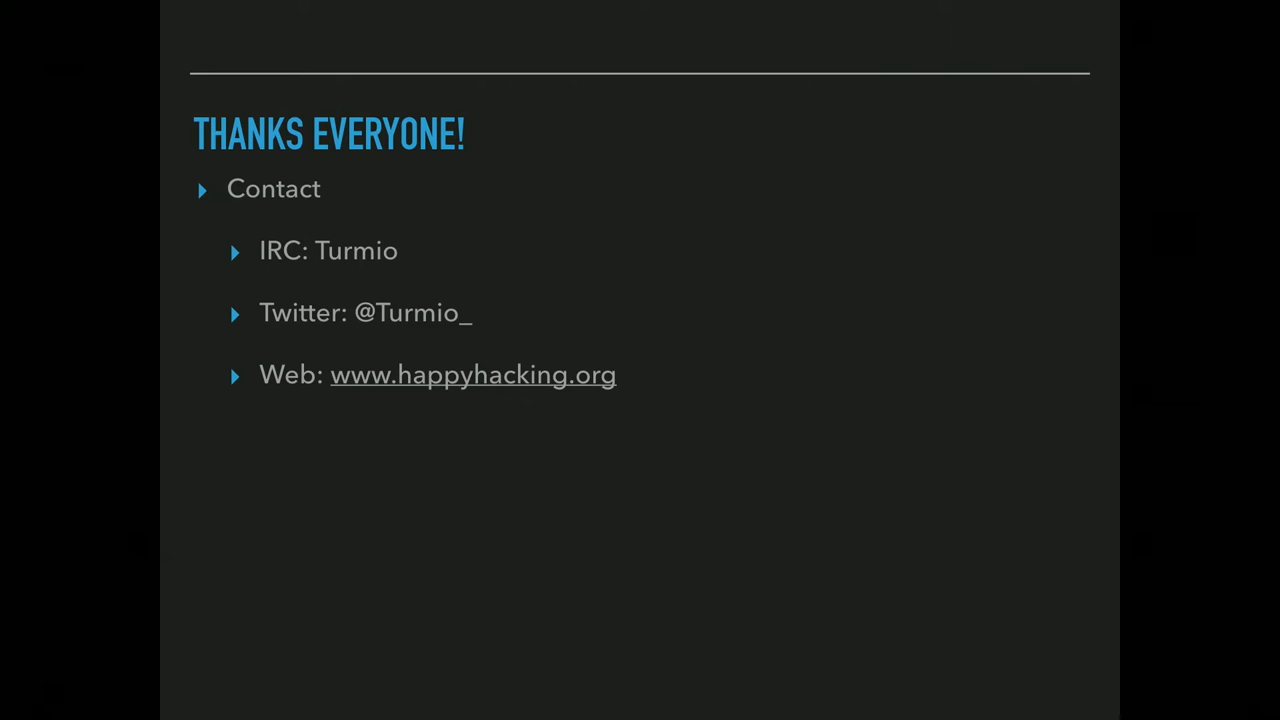 THANKS EVERYONE!
Contact
IRC: Turmio
Twitter: @Turmio_
Web: www.happyhacking.org